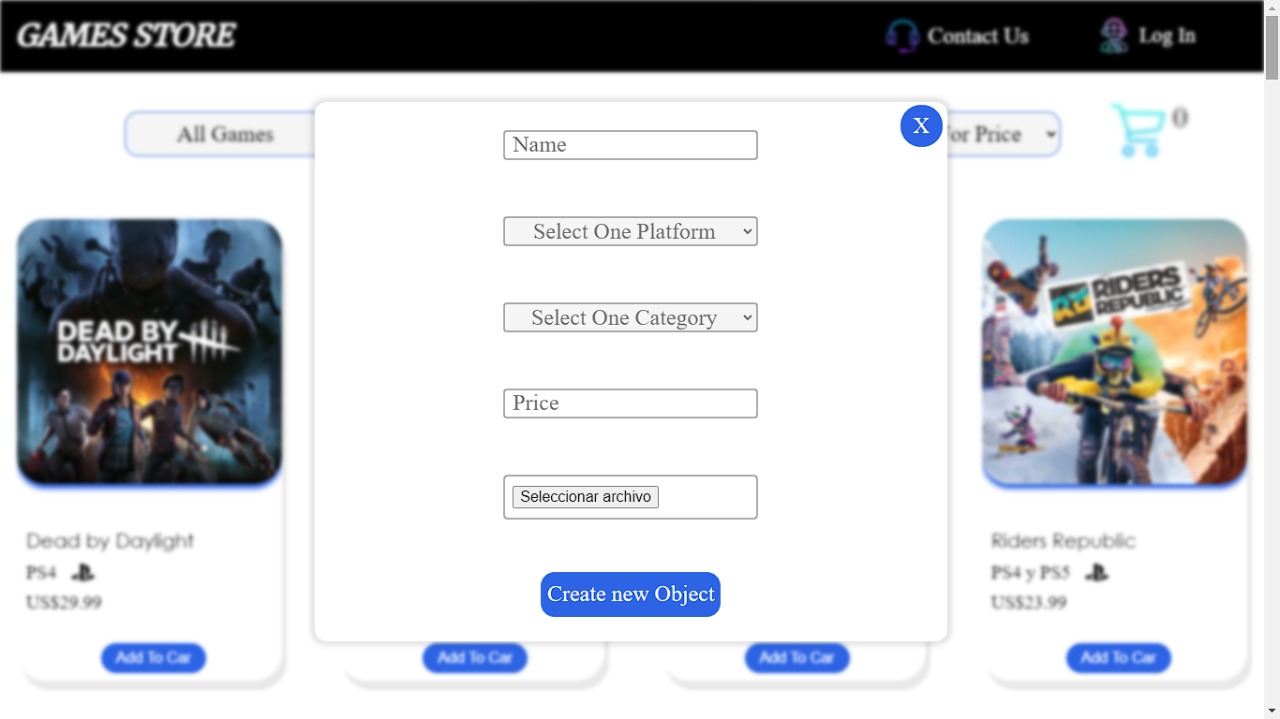 GAMES STORE
Contact Us
Log In
X
All Games
or Price
0
Name
Select One Platform
Select One Category
Price
Seleccionar archivo
Create new Object
DEAD BY
DAYLIGHT
RIDERS
REPUBLIC
Dead by Daylight
PS4
US$29.99
Add To Car
Add To Car
Add To Car
Riders Republic
PS4 y PS5
US$23.99
Add To Car